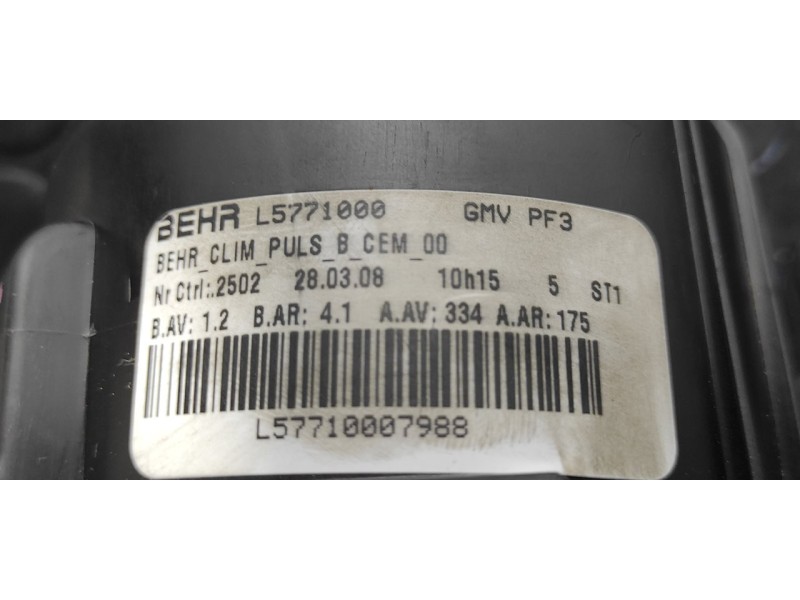 BEHR L5771000 GMV PF3
BEHR_CLIM_PULS_B_CEM_00
Nr Ctrl:.2502 28.03.08 10h15 5 ST1
B.AV: 1.2 B.AR: 4.1 A.AV: 334 A.AR: 175
L57710007988